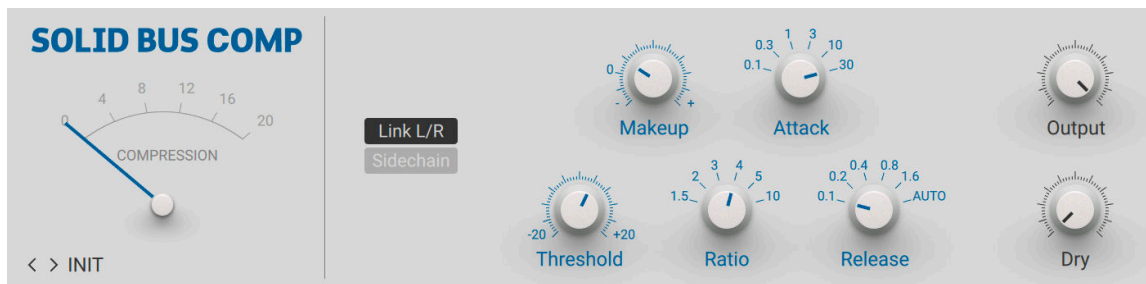 SOLID BUS COMP
0 4 8 12 16 20
COMPRESSION
< > INIT
Link L/R
Sidechain
0
- +
Makeup
0.1 0.3 1 3 10 30
Attack
Output
-20 +20
Threshold
1.5 2 3 4 5 10
Ratio
0.1 0.2 0.4 0.8 1.6 AUTO
Release
Dry